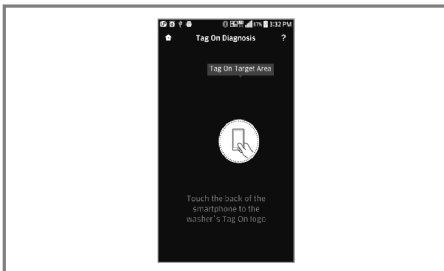 37% 3:32 PM
Tag On Diagnosis ?
Tag On Target Area
Touch the back of the
smartphone to the
washer's Tag On logo